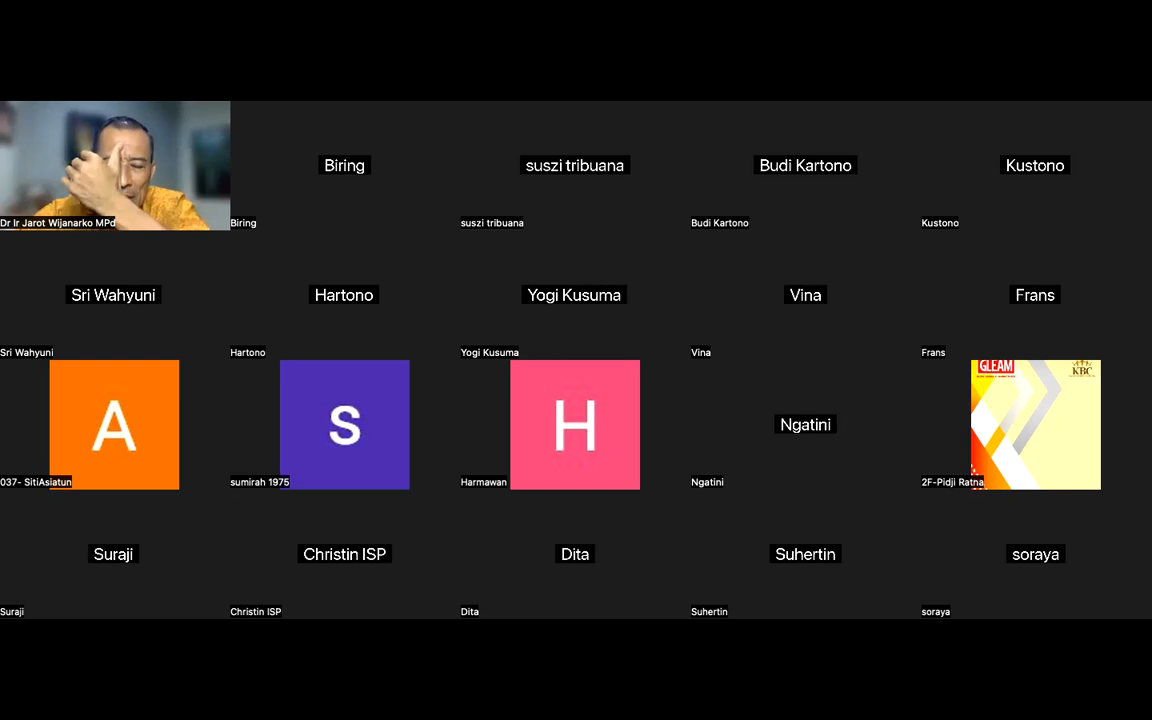 Dr Ir Jarot Wijanarko MPd
Biring
Biring
suszi tribuana
suszi tribuana
Budi Kartono
Budi Kartono
Kustono
Kustono
Sri Wahyuni
Sri Wahyuni
Hartono
Hartono
Yogi Kusuma
Yogi Kusuma
Vina
Vina
Frans
Frans
A
037- SitiAsiatun
S
sumirah 1975
H
Harmawan
Ngatini
Ngatini
GLEAM
KBC
2F-Pidji Ratna
Suraji
Suraji
Christin ISP
Christin ISP
Dita
Dita
Suhertin
Suhertin
soraya
soraya